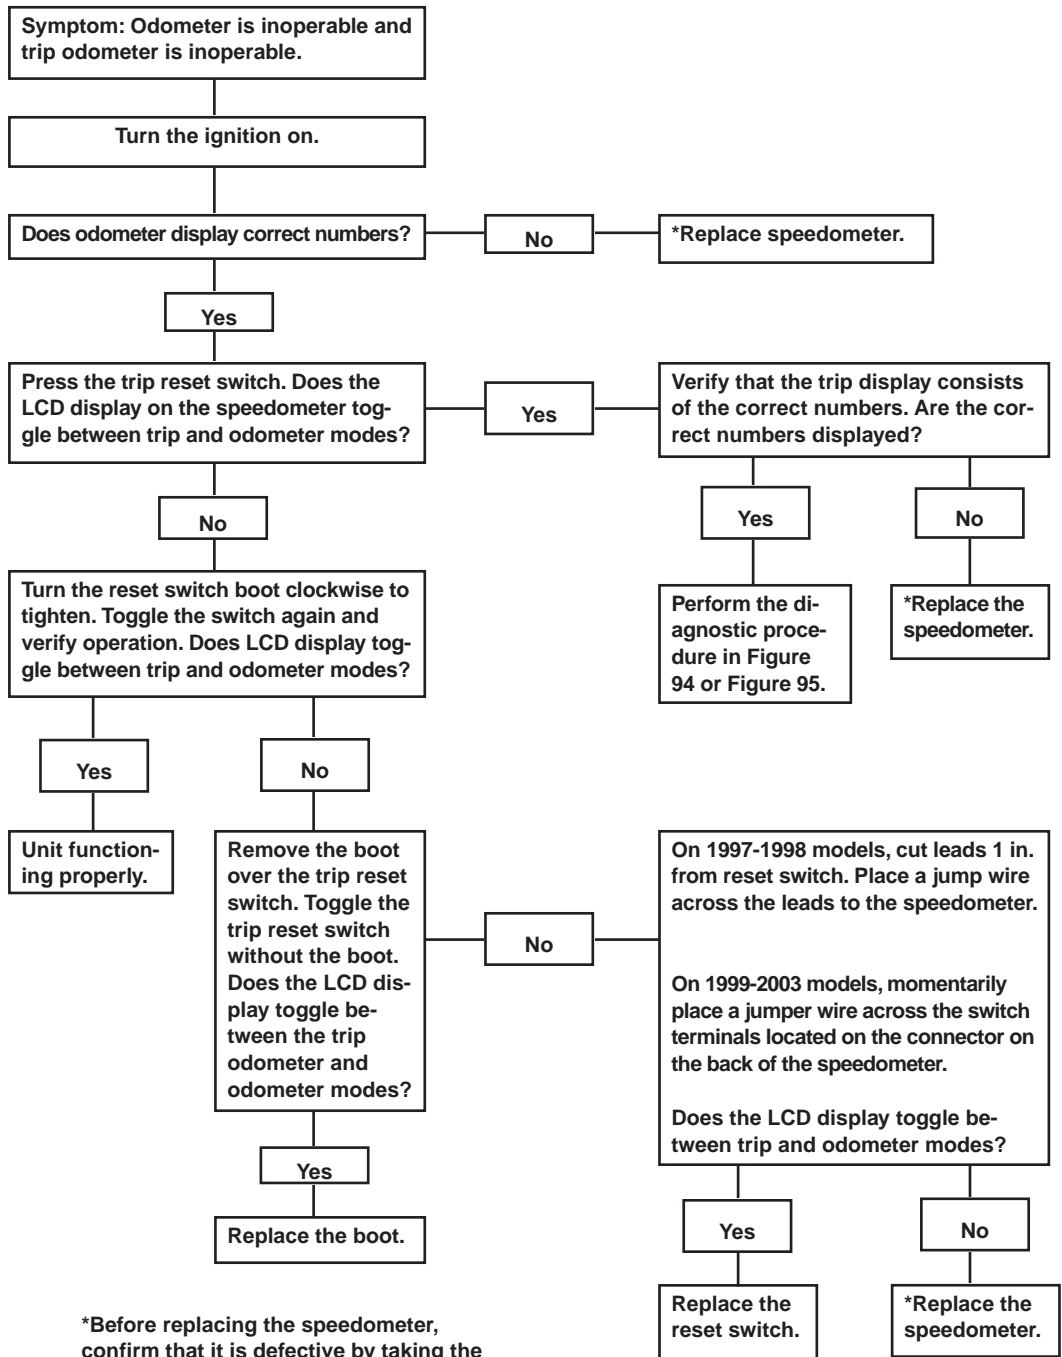 Symptom: Odometer is inoperable and
trip odometer is inoperable.
Turn the ignition on.
Does odometer display correct numbers?
No
*Replace speedometer.
Yes
Press the trip reset switch. Does the
LCD display on the speedometer tog-
gle between trip and odometer modes?
Yes
Verify that the trip display consists
of the correct numbers. Are the cor-
rect numbers displayed?
No
Yes
No
Turn the reset switch boot clockwise to
tighten. Toggle the switch again and
verify operation. Does LCD display tog-
gle between trip and odometer modes?
Perform the di-
agnostic proce-
dure in Figure
94 or Figure 95.
*Replace the
speedometer.
Yes
No
Unit function-
ing properly.
Remove the boot
over the trip reset
switch. Toggle the
trip reset switch
without the boot.
Does the LCD dis-
play toggle be-
tween the trip
odometer and
odometer modes?
No
On 1997-1998 models, cut leads 1 in.
from reset switch. Place a jump wire
across the leads to the speedometer.
On 1999-2003 models, momentarily
place a jumper wire across the switch
terminals located on the connector on
the back of the speedometer.
Does the LCD display toggle be-
tween trip and odometer modes?
Yes
Replace the boot.
Yes
No
Replace the
reset switch.
*Replace the
speedometer.
*Before replacing the speedometer,
confirm that it is defective by taking the